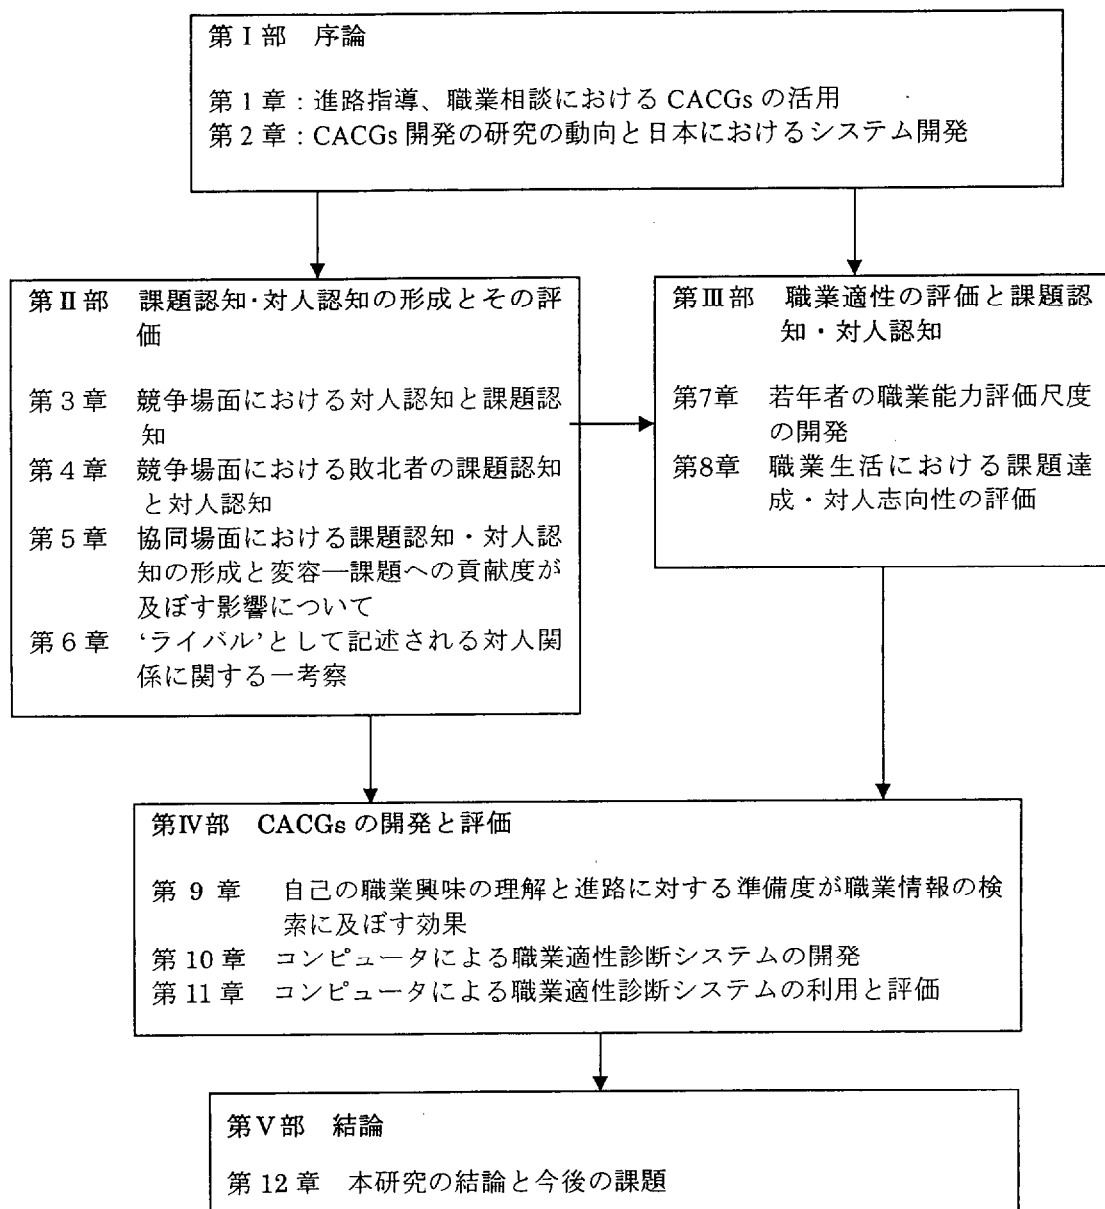 第Ⅰ部　序論
第1章：進路指導、職業相談における CACGs の活用
第2章：CACGs 開発の研究の動向と日本におけるシステム開発
第Ⅱ部　課題認知・対人認知の形成とその評
価
第3章　競争場面における対人認知と課題認
知
第4章　競争場面における敗北者の課題認知
と対人認知
第5章　協同場面における課題認知・対人認
知の形成と変容―課題への貢献度が
及ぼす影響について
第6章　‘ライバル’として記述される対人関
係に関する一考察
第Ⅲ部　職業適性の評価と課題認
知・対人認知
第7章　若年者の職業能力評価尺度
の開発
第8章　職業生活における課題達
成・対人志向性の評価
第Ⅳ部　CACGs の開発と評価
第 9 章　自己の職業興味の理解と進路に対する準備度が職業情報の検
索に及ぼす効果
第 10 章　コンピュータによる職業適性診断システムの開発
第 11 章　コンピュータによる職業適性診断システムの利用と評価
第Ⅴ部　結論
第 12 章　本研究の結論と今後の課題